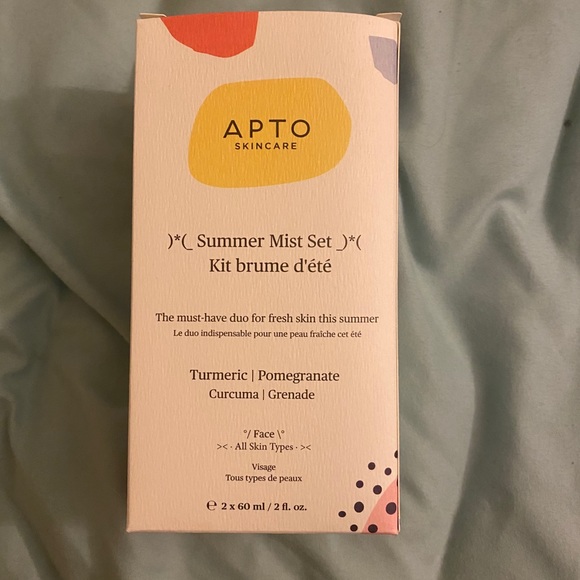 APTO
SKINCARE
)*(_ Summer Mist Set _)*(
Kit brume d'été
The must-have duo for fresh skin this summer
Le duo indispensable pour une peau fraîche cet été
Turmeric | Pomegranate
Curcuma | Grenade
°/ Face \°
>< · All Skin Types · ><
Visage
Tous types de peaux
℮ 2 x 60 ml / 2 fl. oz.